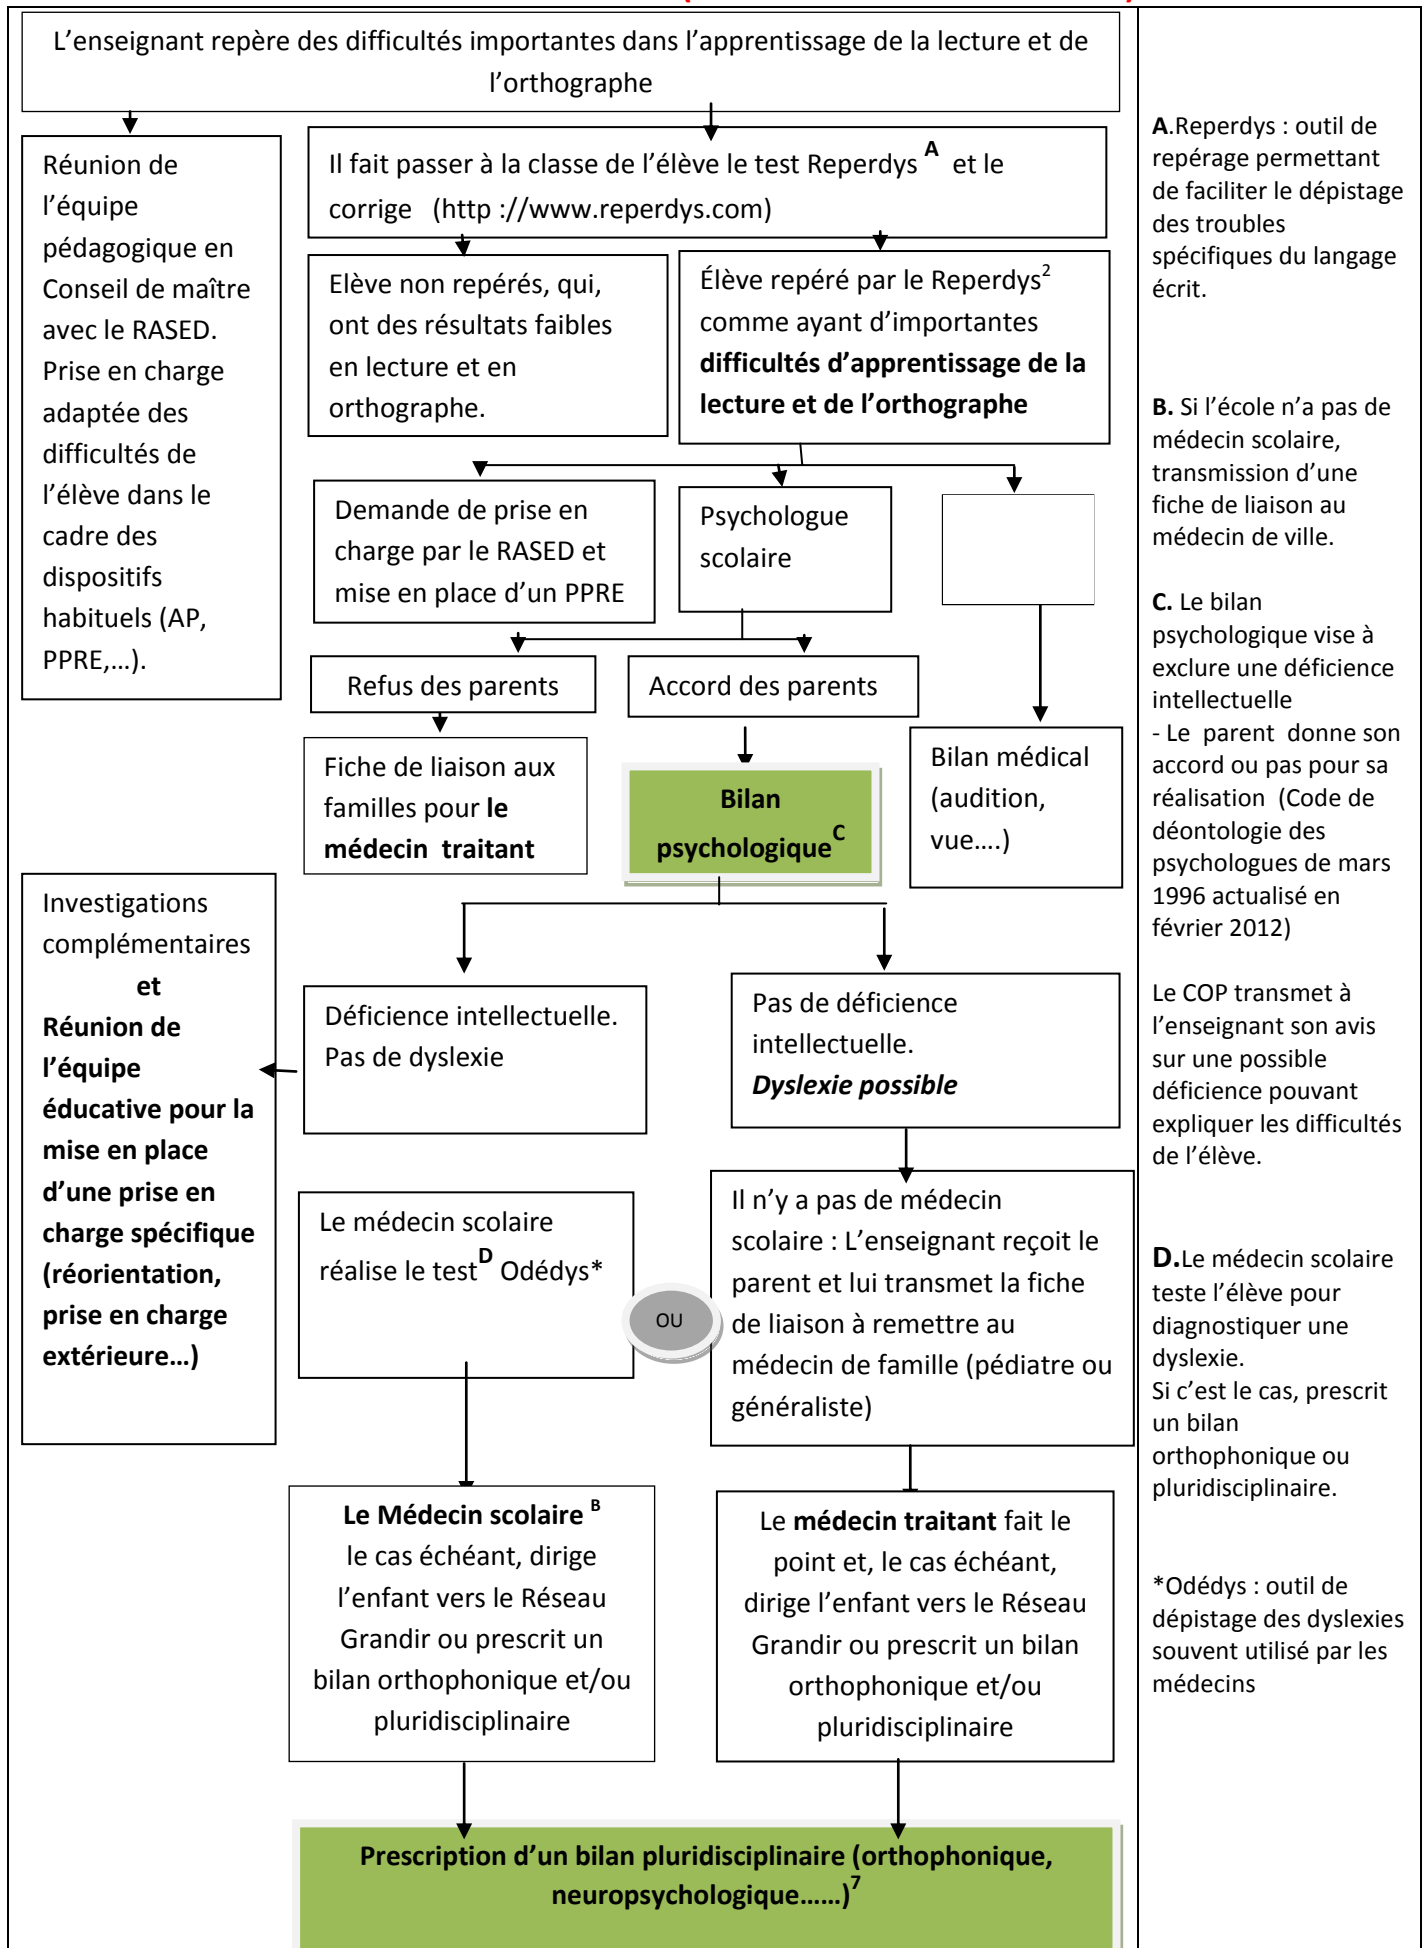 L’enseignant repère des difficultés importantes dans l’apprentissage de la lecture et de
l’orthographe
Réunion de
l’équipe
pédagogique en
Conseil de maître
avec le RASED.
Prise en charge
adaptée des
difficultés de
l’élève dans le
cadre des
dispositifs
habituels (AP,
PPRE,…).
Il fait passer à la classe de l’élève le test Reperdys A et le
corrige (http ://www.reperdys.com)
Elève non repérés, qui,
ont des résultats faibles
en lecture et en
orthographe.
Élève repéré par le Reperdys2
comme ayant d’importantes
difficultés d’apprentissage de la
lecture et de l’orthographe
Demande de prise en
charge par le RASED et
mise en place d’un PPRE
Psychologue
scolaire
Refus des parents
Accord des parents
Fiche de liaison aux
familles pour le
médecin traitant
Bilan
psychologiqueC
Bilan médical
(audition,
vue….)
Investigations
complémentaires
et
Réunion de
l’équipe
éducative pour la
mise en place
d’une prise en
charge spécifique
(réorientation,
prise en charge
extérieure…)
Déficience intellectuelle.
Pas de dyslexie
Pas de déficience
intellectuelle.
Dyslexie possible
Le médecin scolaire
réalise le testD Odédys*
OU
Il n’y a pas de médecin
scolaire : L’enseignant reçoit le
parent et lui transmet la fiche
de liaison à remettre au
médecin de famille (pédiatre ou
généraliste)
Le Médecin scolaire B
le cas échéant, dirige
l’enfant vers le Réseau
Grandir ou prescrit un
bilan orthophonique et/ou
pluridisciplinaire
Le médecin traitant fait le
point et, le cas échéant,
dirige l’enfant vers le Réseau
Grandir ou prescrit un bilan
orthophonique et/ou
pluridisciplinaire
Prescription d’un bilan pluridisciplinaire (orthophonique,
neuropsychologique……)7
A.Reperdys : outil de
repérage permettant
de faciliter le dépistage
des troubles
spécifiques du langage
écrit.
B. Si l’école n’a pas de
médecin scolaire,
transmission d’une
fiche de liaison au
médecin de ville.
C. Le bilan
psychologique vise à
exclure une déficience
intellectuelle
- Le parent donne son
accord ou pas pour sa
réalisation (Code de
déontologie des
psychologues de mars
1996 actualisé en
février 2012)
Le COP transmet à
l’enseignant son avis
sur une possible
déficience pouvant
expliquer les difficultés
de l’élève.
D.Le médecin scolaire
teste l’élève pour
diagnostiquer une
dyslexie.
Si c’est le cas, prescrit
un bilan
orthophonique ou
pluridisciplinaire.
*Odédys : outil de
dépistage des dyslexies
souvent utilisé par les
médecins